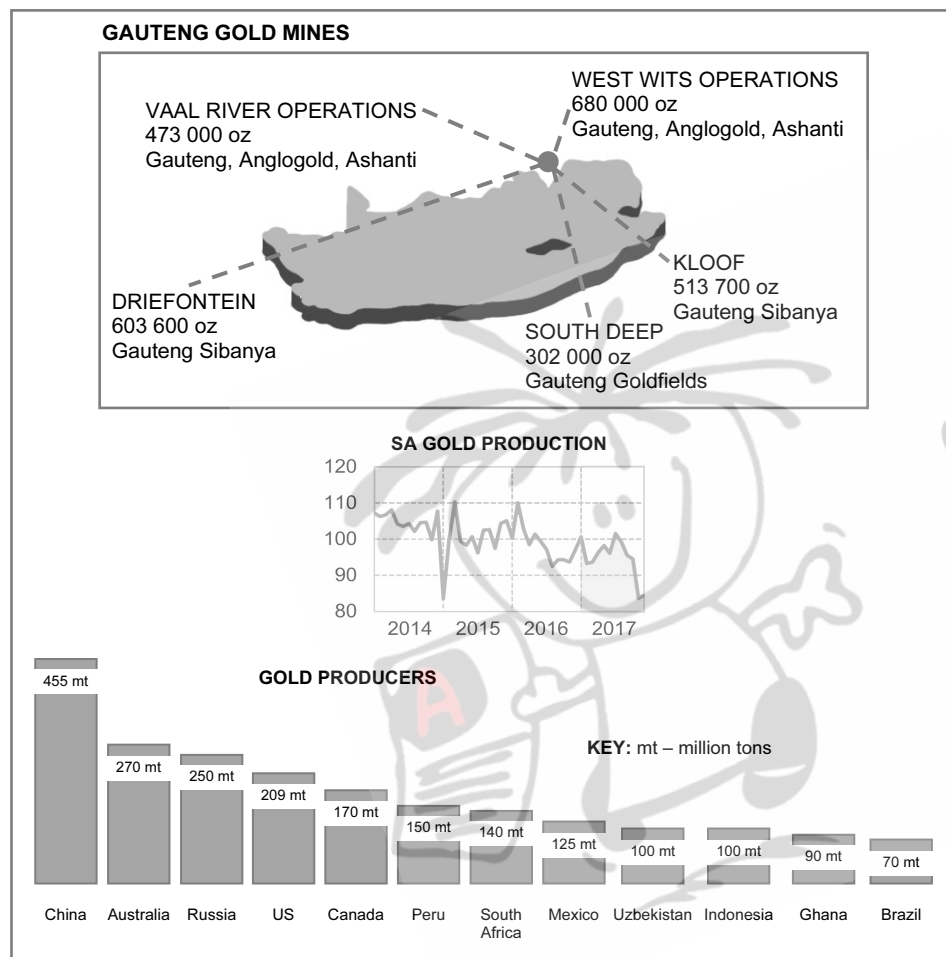 GAUTENG GOLD MINES
VAAL RIVER OPERATIONS
473 000 oz
Gauteng, Anglogold, Ashanti
WEST WITS OPERATIONS
680 000 oz
Gauteng, Anglogold, Ashanti
DRIEFONTEIN
603 600 oz
Gauteng Sibanya
KLOOF
513 700 oz
Gauteng Sibanya
SOUTH DEEP
302 000 oz
Gauteng Goldfields
SA GOLD PRODUCTION
120
110
100
90
80
2014 2015 2016 2017
GOLD PRODUCERS
KEY: mt – million tons
455 mt
270 mt
250 mt
209 mt
170 mt
150 mt
140 mt
125 mt
100 mt
100 mt
90 mt
70 mt
China Australia Russia US Canada Peru South Africa Mexico Uzbekistan Indonesia Ghana Brazil
A